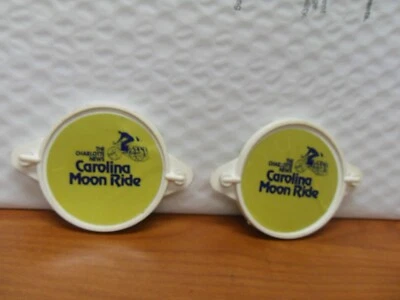 THE
CHARLOTTE
NEWS
Carolina
Moon Ride
THE
CHARLOTTE
NEWS
Carolina
Moon Ride